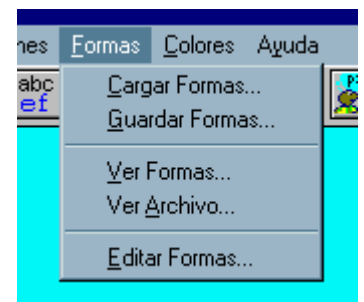 nes Formas Colores Ayuda
abc
ef
Cargar Formas...
Guardar Formas...
Ver Formas...
Ver Archivo...
Editar Formas...